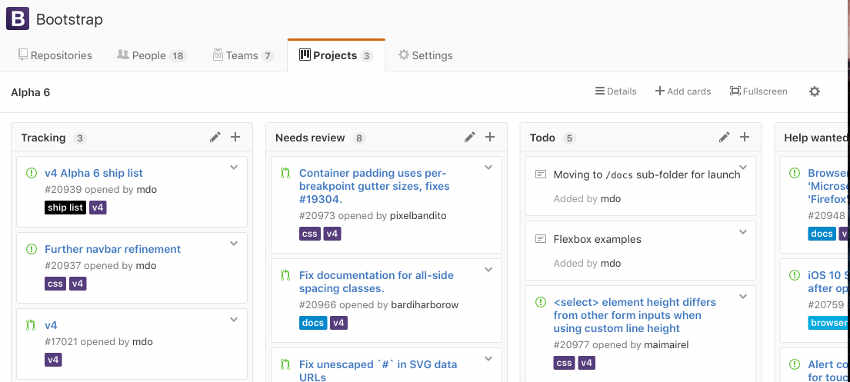 B Bootstrap
Repositories People 18 Teams 7 Projects 3 Settings
Alpha 6 Details Add cards Fullscreen
Tracking 3
v4 Alpha 6 ship list
#20939 opened by mdo
ship list v4
Further navbar refinement
#20937 opened by mdo
css v4
v4
#17021 opened by mdo
v4
Needs review 8
Container padding uses per-
breakpoint gutter sizes, fixes
#19304.
#20973 opened by pixelbandito
css v4
Fix documentation for all-side
spacing classes.
#20966 opened by bardiharborow
docs v4
Fix unescaped `#` in SVG data
URLs
Todo 5
Moving to /docs sub-folder for launch
Added by mdo
Flexbox examples
Added by mdo
<select> element height differs
from other form inputs when
using custom line height
#20977 opened by maimairel
css v4
Help wanted
Browser
'Microso
'Firefox'
#20948
docs v
iOS 10 S
after op
#20759
browser
Alert co
for touc